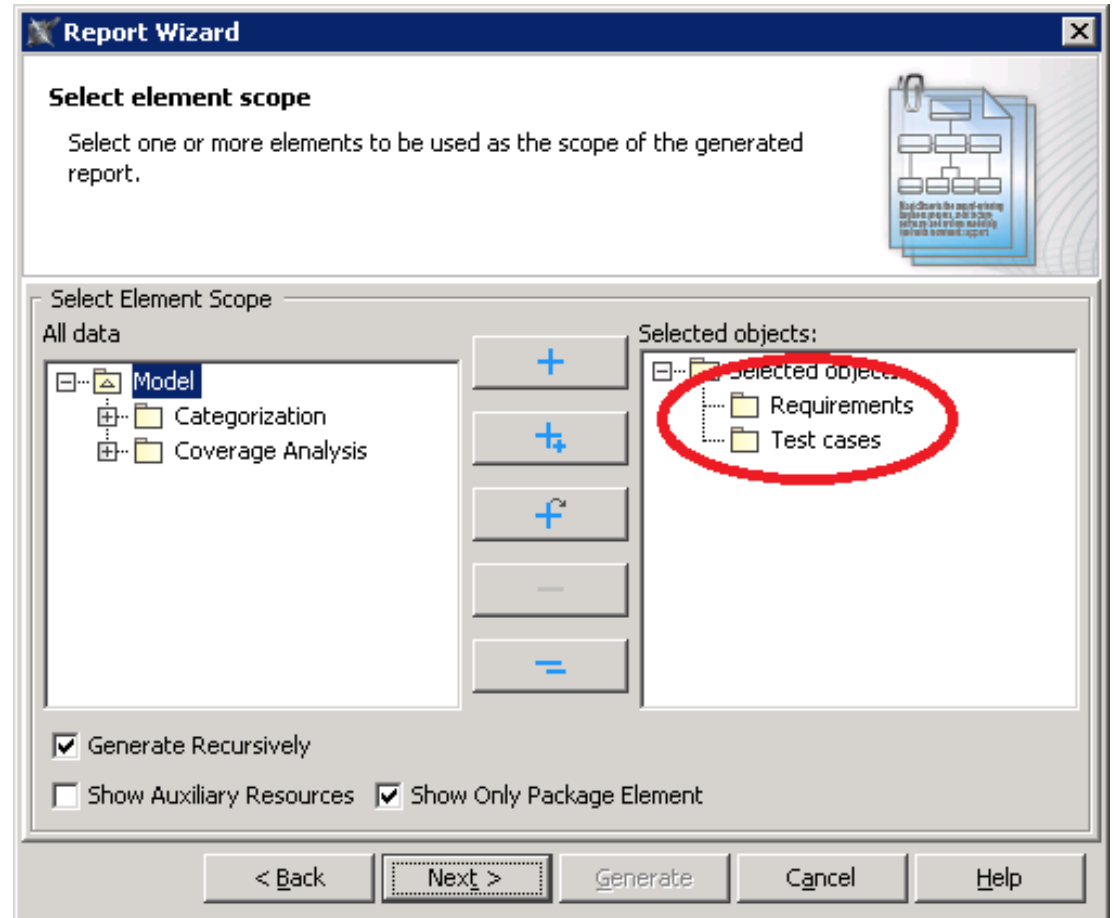 Report Wizard
Select element scope
Select one or more elements to be used as the scope of the generated
report.
Select Element Scope
All data
Selected objects:
Model
Categorization
Coverage Analysis
Selected objects
Requirements
Test cases
Generate Recursively
Show Auxiliary Resources
Show Only Package Element
< Back
Next >
Generate
Cancel
Help